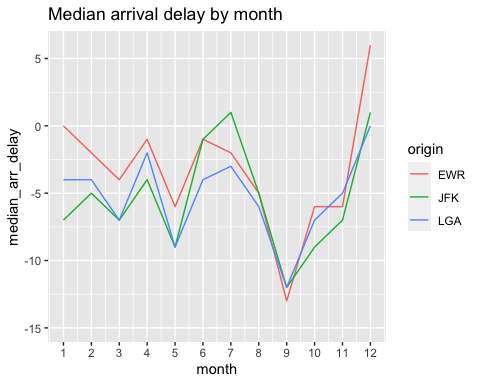 Median arrival delay by month
median_arr_delay
5
0
-5
-10
-15
1 2 3 4 5 6 7 8 9 10 11 12
month
origin
EWR
JFK
LGA